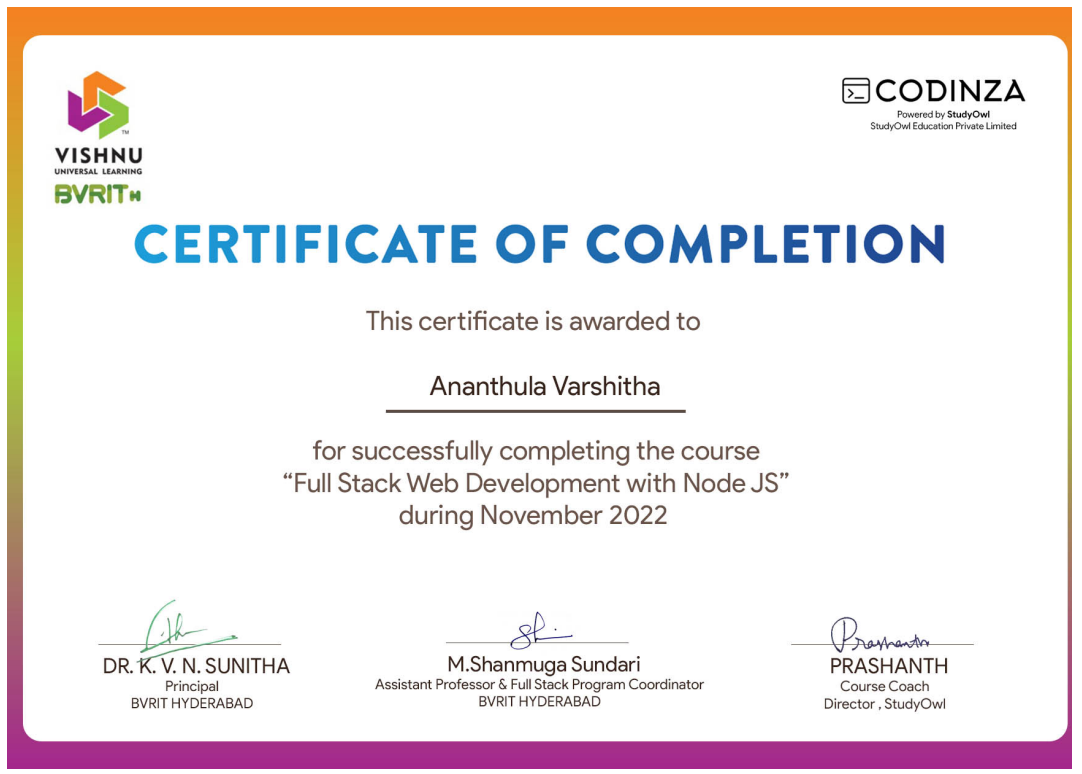 VISHNU
UNIVERSAL LEARNING
BVRIT H
CODINZA
Powered by StudyOwl
StudyOwl Education Private Limited
CERTIFICATE OF COMPLETION
This certificate is awarded to
Ananthula Varshitha
for successfully completing the course
“Full Stack Web Development with Node JS”
during November 2022
Prashanth
DR. K. V. N. SUNITHA
Principal
BVRIT HYDERABAD
M.Shanmuga Sundari
Assistant Professor & Full Stack Program Coordinator
BVRIT HYDERABAD
PRASHANTH
Course Coach
Director , StudyOwl